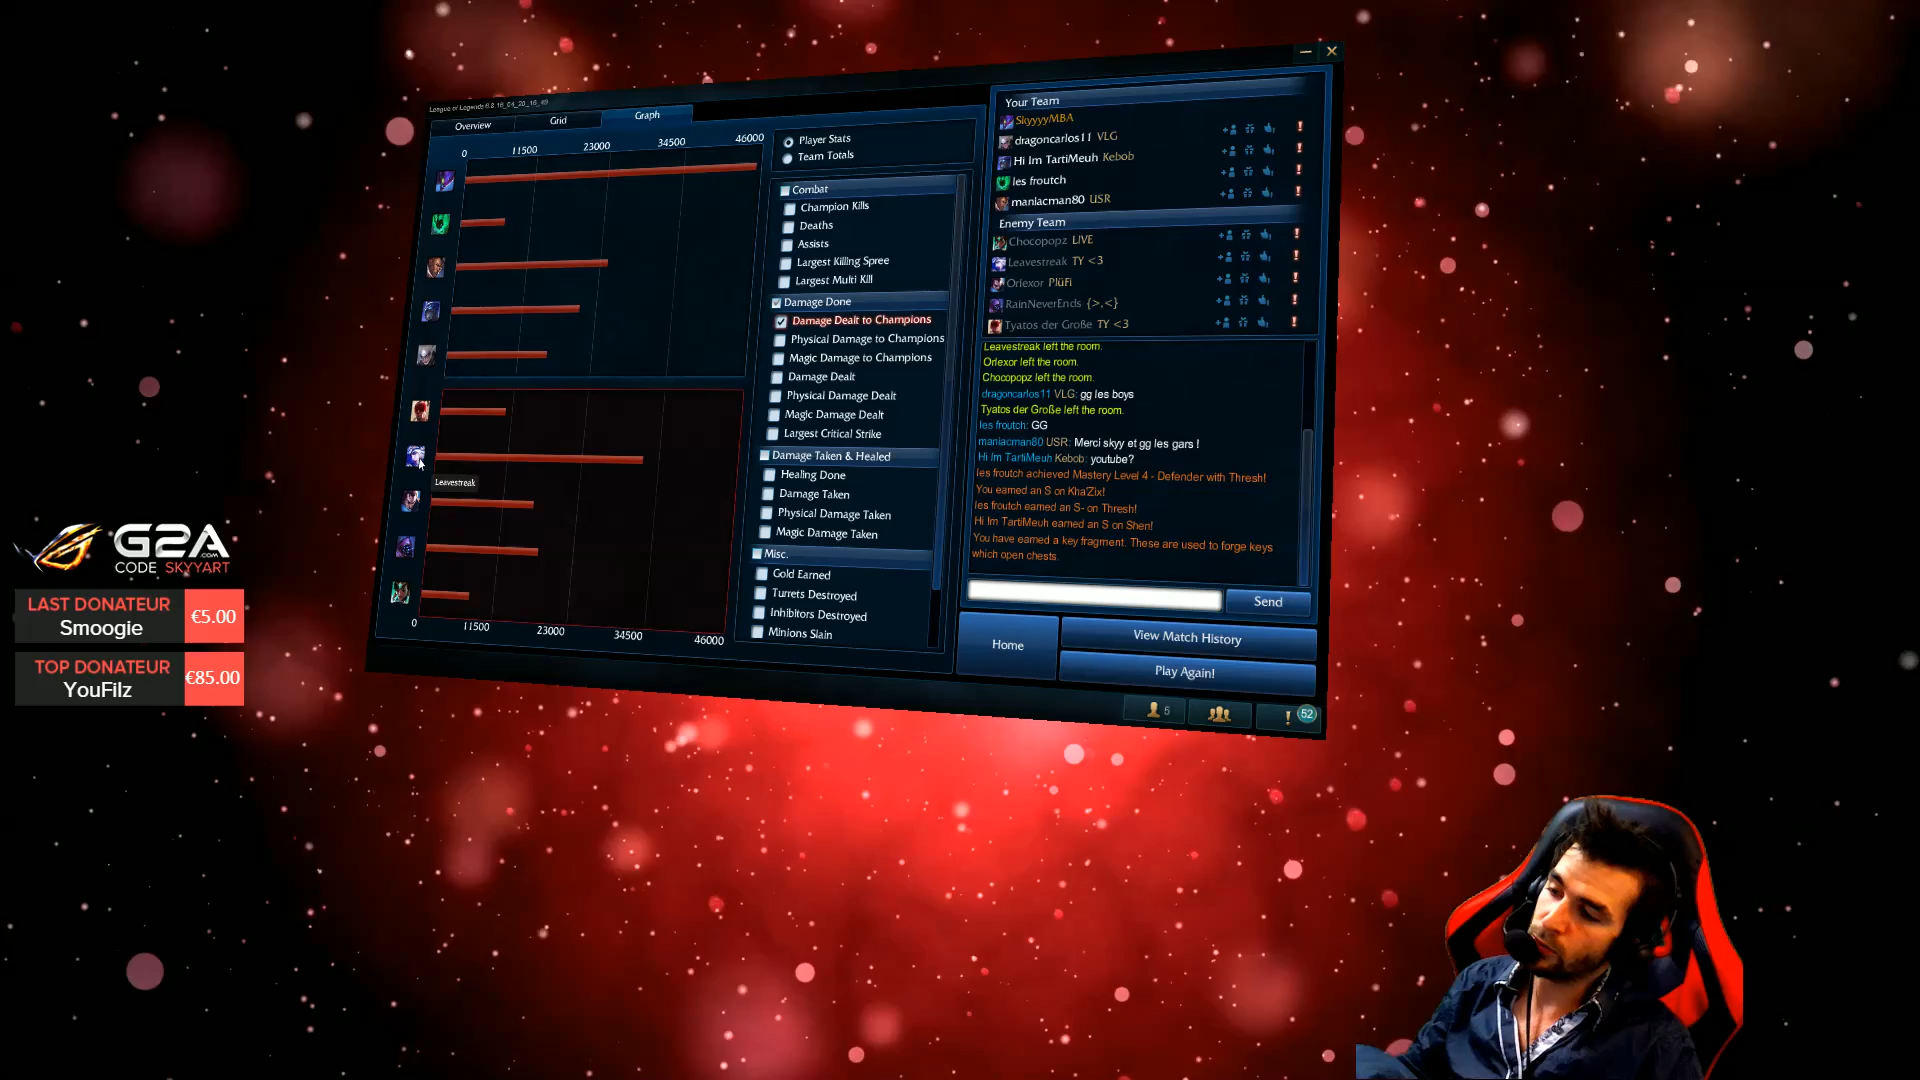 League of Legends 6.8.16_04_20_16_49
Overview
Grid
Graph
0
11500
23000
34500
46000
Leavestreak
0
11500
23000
34500
46000
Player Stats
Team Totals
Combat
Champion Kills
Deaths
Assists
Largest Killing Spree
Largest Multi Kill
Damage Done
Damage Dealt to Champions
Physical Damage to Champions
Magic Damage to Champions
Damage Dealt
Physical Damage Dealt
Magic Damage Dealt
Largest Critical Strike
Damage Taken & Healed
Healing Done
Damage Taken
Physical Damage Taken
Magic Damage Taken
Misc.
Gold Earned
Turrets Destroyed
Inhibitors Destroyed
Minions Slain
Your Team
SkyyyyMBA
dragoncarlos11 VLG
Hi Im TartiMeuh Kebob
les froutch
maniacman80 USR
Enemy Team
Chocopopz LIVE
Leavestreak TY <3
Orlexor PlüFi
RainNeverEnds {>.<}
Tyatos der Große TY <3
Leavestreak left the room.
Orlexor left the room.
Chocopopz left the room.
dragoncarlos11 VLG: gg les boys
Tyatos der Große left the room.
les froutch: GG
maniacman80 USR: Merci skyy et gg les gars !
Hi Im TartiMeuh Kebob: youtube?
les froutch achieved Mastery Level 4 - Defender with Thresh!
You earned an S on Kha'Zix!
les froutch earned an S- on Thresh!
Hi Im TartiMeuh earned an S on Shen!
You have earned a key fragment. These are used to forge keys
which open chests.
Send
Home
View Match History
Play Again!
5
52
G2A
.COM
CODE SKYYART
LAST DONATEUR
Smoogie
€5.00
TOP DONATEUR
YouFilz
€85.00